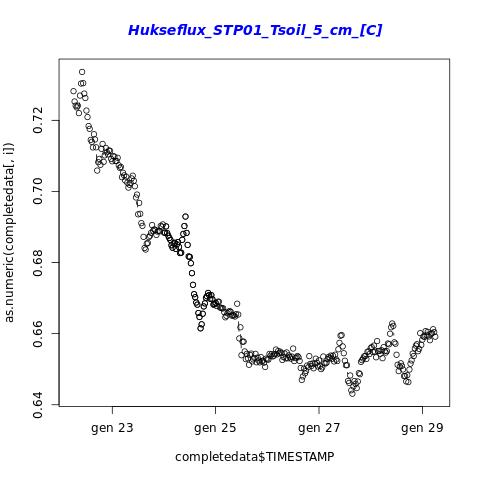 Hukseflux_STP01_Tsoil_5_cm_[C]
as.numeric(completedata[, i])
0.72
0.70
0.68
0.66
0.64
gen 23 gen 25 gen 27 gen 29
completedata$TIMESTAMP